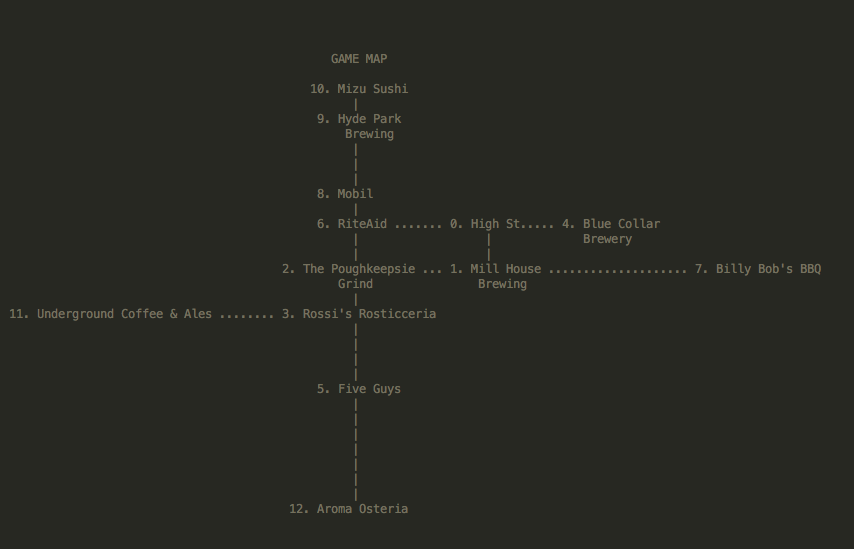 GAME MAP
10. Mizu Sushi
|
9. Hyde Park
Brewing
|
|
|
8. Mobil
|
6. RiteAid ....... 0. High St..... 4. Blue Collar
| | Brewery
| |
2. The Poughkeepsie ... 1. Mill House .................... 7. Billy Bob's BBQ
Grind Brewing
|
11. Underground Coffee & Ales ........ 3. Rossi's Rosticceria
|
|
|
|
5. Five Guys
|
|
|
|
|
|
|
12. Aroma Osteria